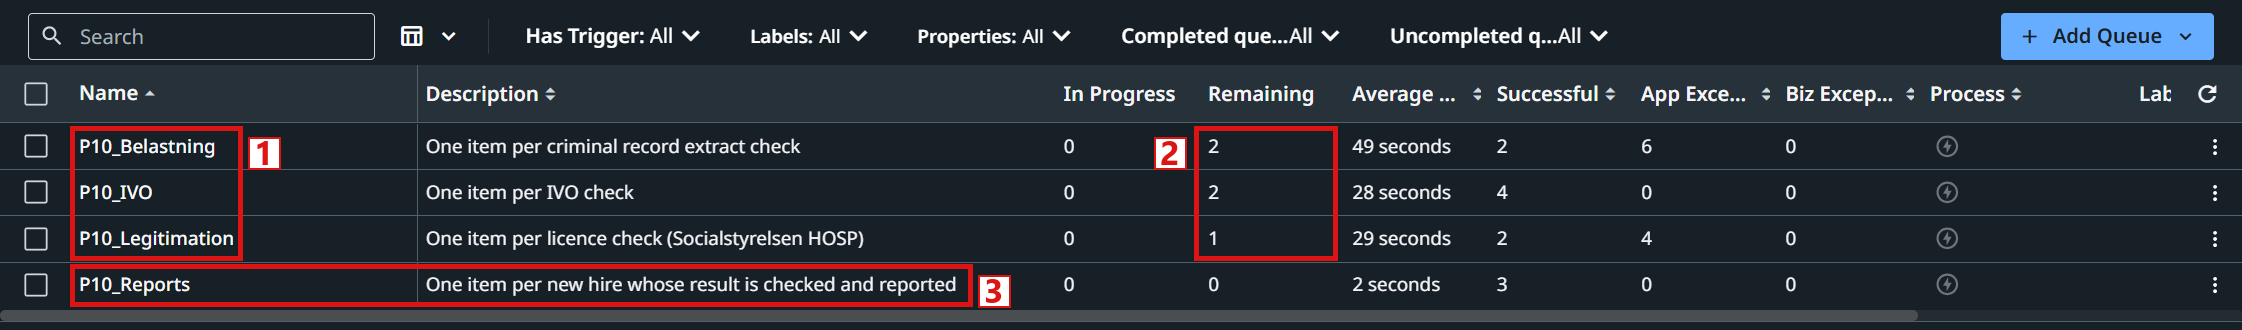 Search Has Trigger: All Labels: All Properties: All Completed que...All Uncompleted q...All + Add Queue
Name Description In Progress Remaining Average ... Successful App Exce... Biz Excep... Process Lab
P10_Belastning 1 One item per criminal record extract check 0 2 2 49 seconds 2 6 0
P10_IVO One item per IVO check 0 2 28 seconds 4 0 0
P10_Legitimation One item per licence check (Socialstyrelsen HOSP) 0 1 29 seconds 2 4 0
P10_Reports One item per new hire whose result is checked and reported 3 0 0 2 seconds 3 0 0